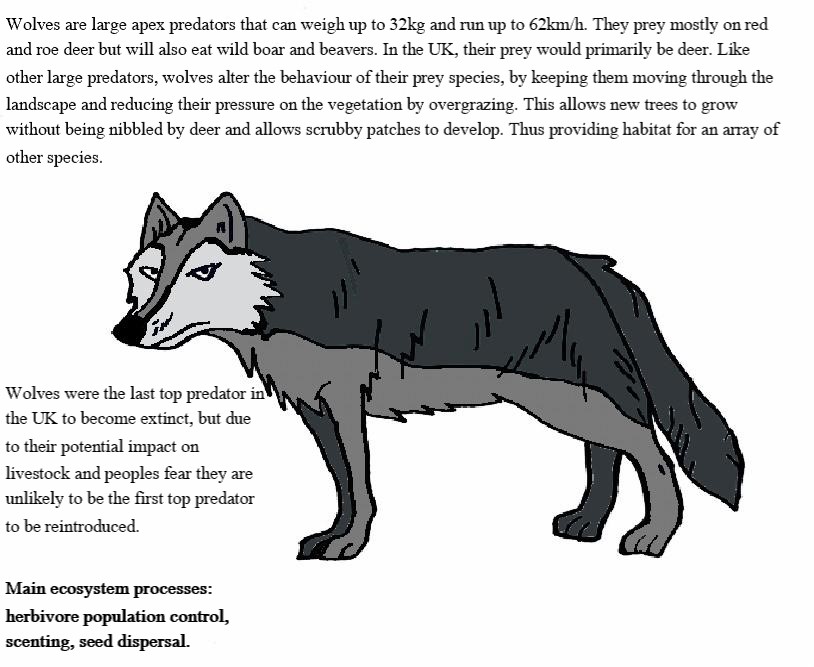 Wolves are large apex predators that can weigh up to 32kg and run up to 62km/h. They prey mostly on red
and roe deer but will also eat wild boar and beavers. In the UK, their prey would primarily be deer. Like
other large predators, wolves alter the behaviour of their prey species, by keeping them moving through the
landscape and reducing their pressure on the vegetation by overgrazing. This allows new trees to grow
without being nibbled by deer and allows scrubby patches to develop. Thus providing habitat for an array of
other species.
Wolves were the last top predator in
the UK to become extinct, but due
to their potential impact on
livestock and peoples fear they are
unlikely to be the first top predator
to be reintroduced.
Main ecosystem processes:
herbivore population control,
scenting, seed dispersal.